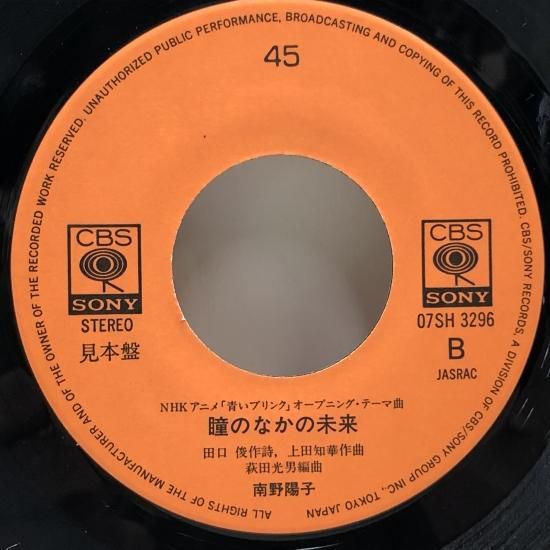 ALL RIGHTS OF THE MANUFACTURER AND OF THE OWNER OF THE RECORDED WORK RESERVED. UNAUTHORIZED PUBLIC PERFORMANCE, BROADCASTING AND COPYING OF THIS RECORD PROHIBITED. CBS/SONY RECORDS, A DIVISION OF CBS/SONY GROUP INC., TOKYO JAPAN
45
CBS
SONY
STEREO
見本盤
CBS
SONY
07SH 3296
B
JASRAC
NHKアニメ「青いブリンク」オープニング・テーマ曲
瞳のなかの未来
田口 俊作詩, 上田知華作曲
萩田光男編曲
南野陽子